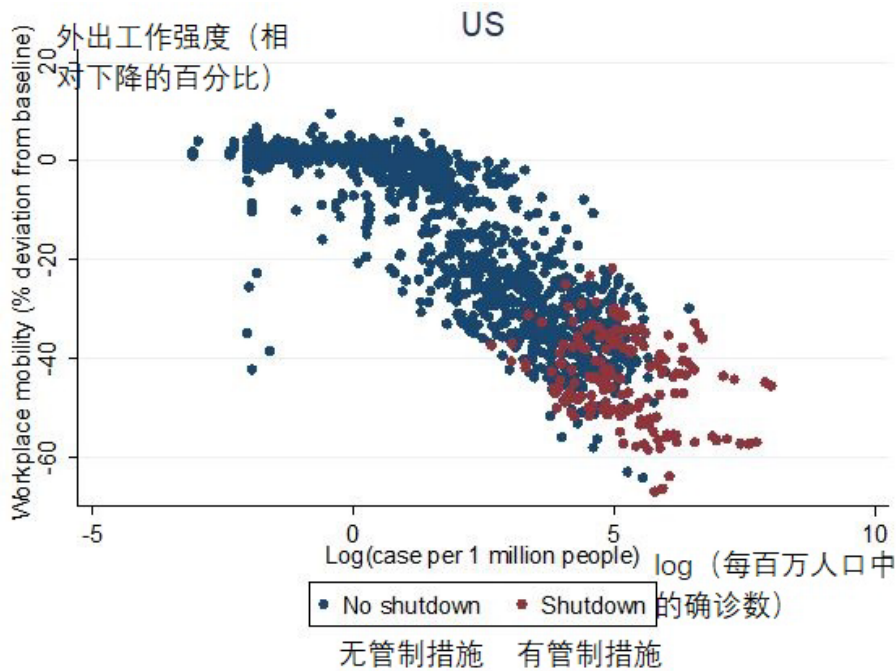 US
外出工作强度（相
对下降的百分比）
Workplace mobility (% deviation from baseline)
20
0
-20
-40
-60
-5
0
5
10
Log(case per 1 million people)
log（每百万人口中
的确诊数）
No shutdown
Shutdown
无管制措施
有管制措施